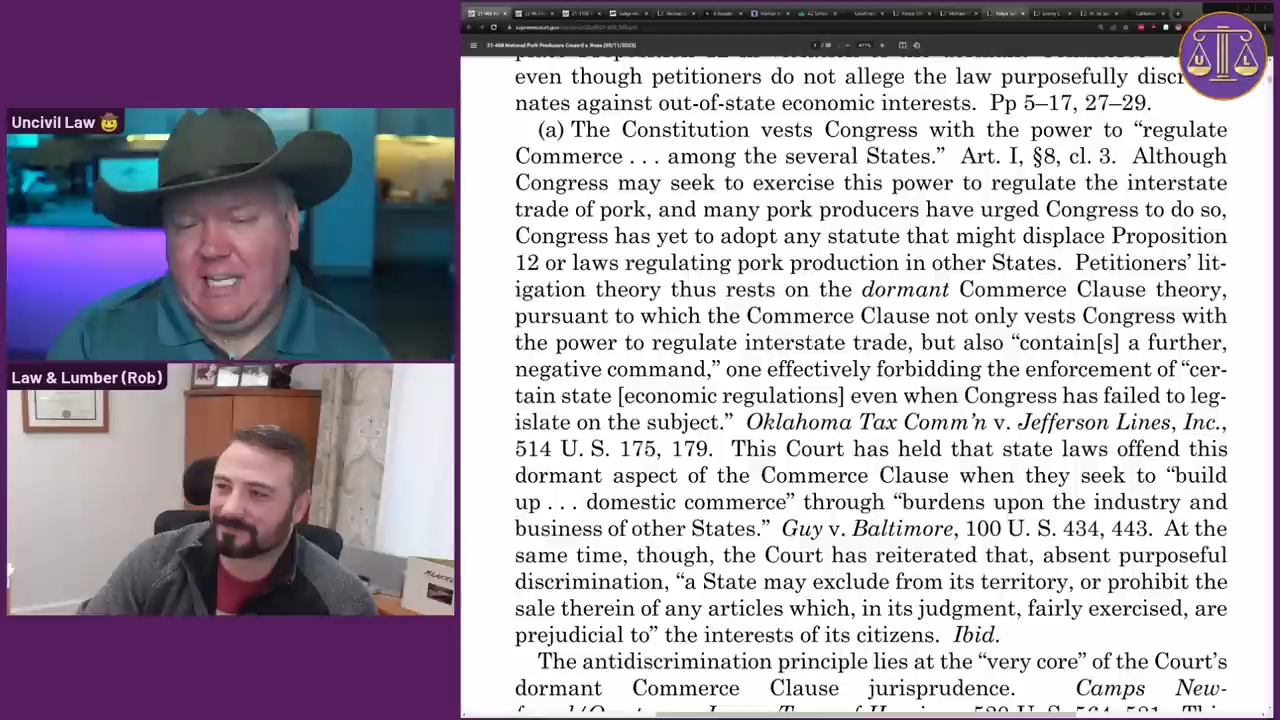 Uncivil Law 🤠
Law & Lumber (Rob)
U L
21-468 National Pork Producers Council v. Ross (05/11/2023)
even though petitioners do not allege the law purposefully discr
nates against out-of-state economic interests. Pp 5–17, 27–29.
(a) The Constitution vests Congress with the power to “regulate
Commerce . . . among the several States.” Art. I, §8, cl. 3. Although
Congress may seek to exercise this power to regulate the interstate
trade of pork, and many pork producers have urged Congress to do so,
Congress has yet to adopt any statute that might displace Proposition
12 or laws regulating pork production in other States. Petitioners’ lit-
igation theory thus rests on the dormant Commerce Clause theory,
pursuant to which the Commerce Clause not only vests Congress with
the power to regulate interstate trade, but also “contain[s] a further,
negative command,” one effectively forbidding the enforcement of “cer-
tain state [economic regulations] even when Congress has failed to leg-
islate on the subject.” Oklahoma Tax Comm’n v. Jefferson Lines, Inc.,
514 U. S. 175, 179. This Court has held that state laws offend this
dormant aspect of the Commerce Clause when they seek to “build
up . . . domestic commerce” through “burdens upon the industry and
business of other States.” Guy v. Baltimore, 100 U. S. 434, 443. At the
same time, though, the Court has reiterated that, absent purposeful
discrimination, “a State may exclude from its territory, or prohibit the
sale therein of any articles which, in its judgment, fairly exercised, are
prejudicial to” the interests of its citizens. Ibid.
The antidiscrimination principle lies at the “very core” of the Court’s
dormant Commerce Clause jurisprudence. Camps New-